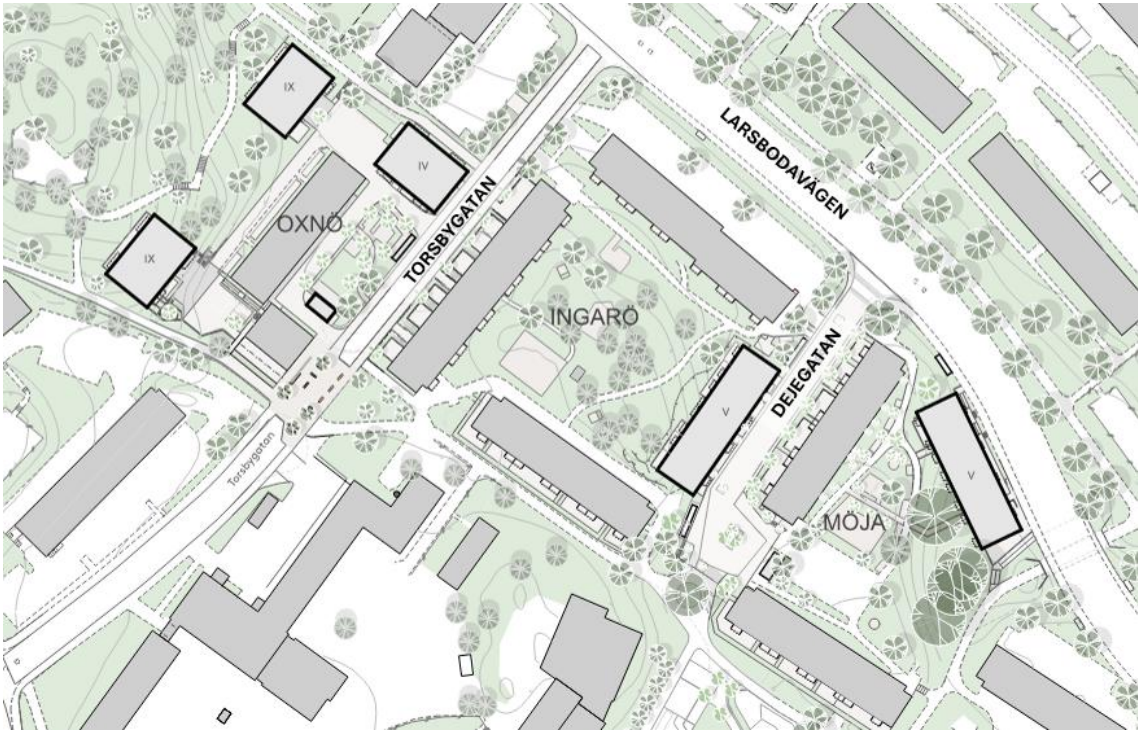 IX
LARSBODAVÄGEN
IV
OXNÖ
TORSBYGATAN
IX
INGARÖ
DEJEGATAN
V
V
Torsbygatan
MÖJA